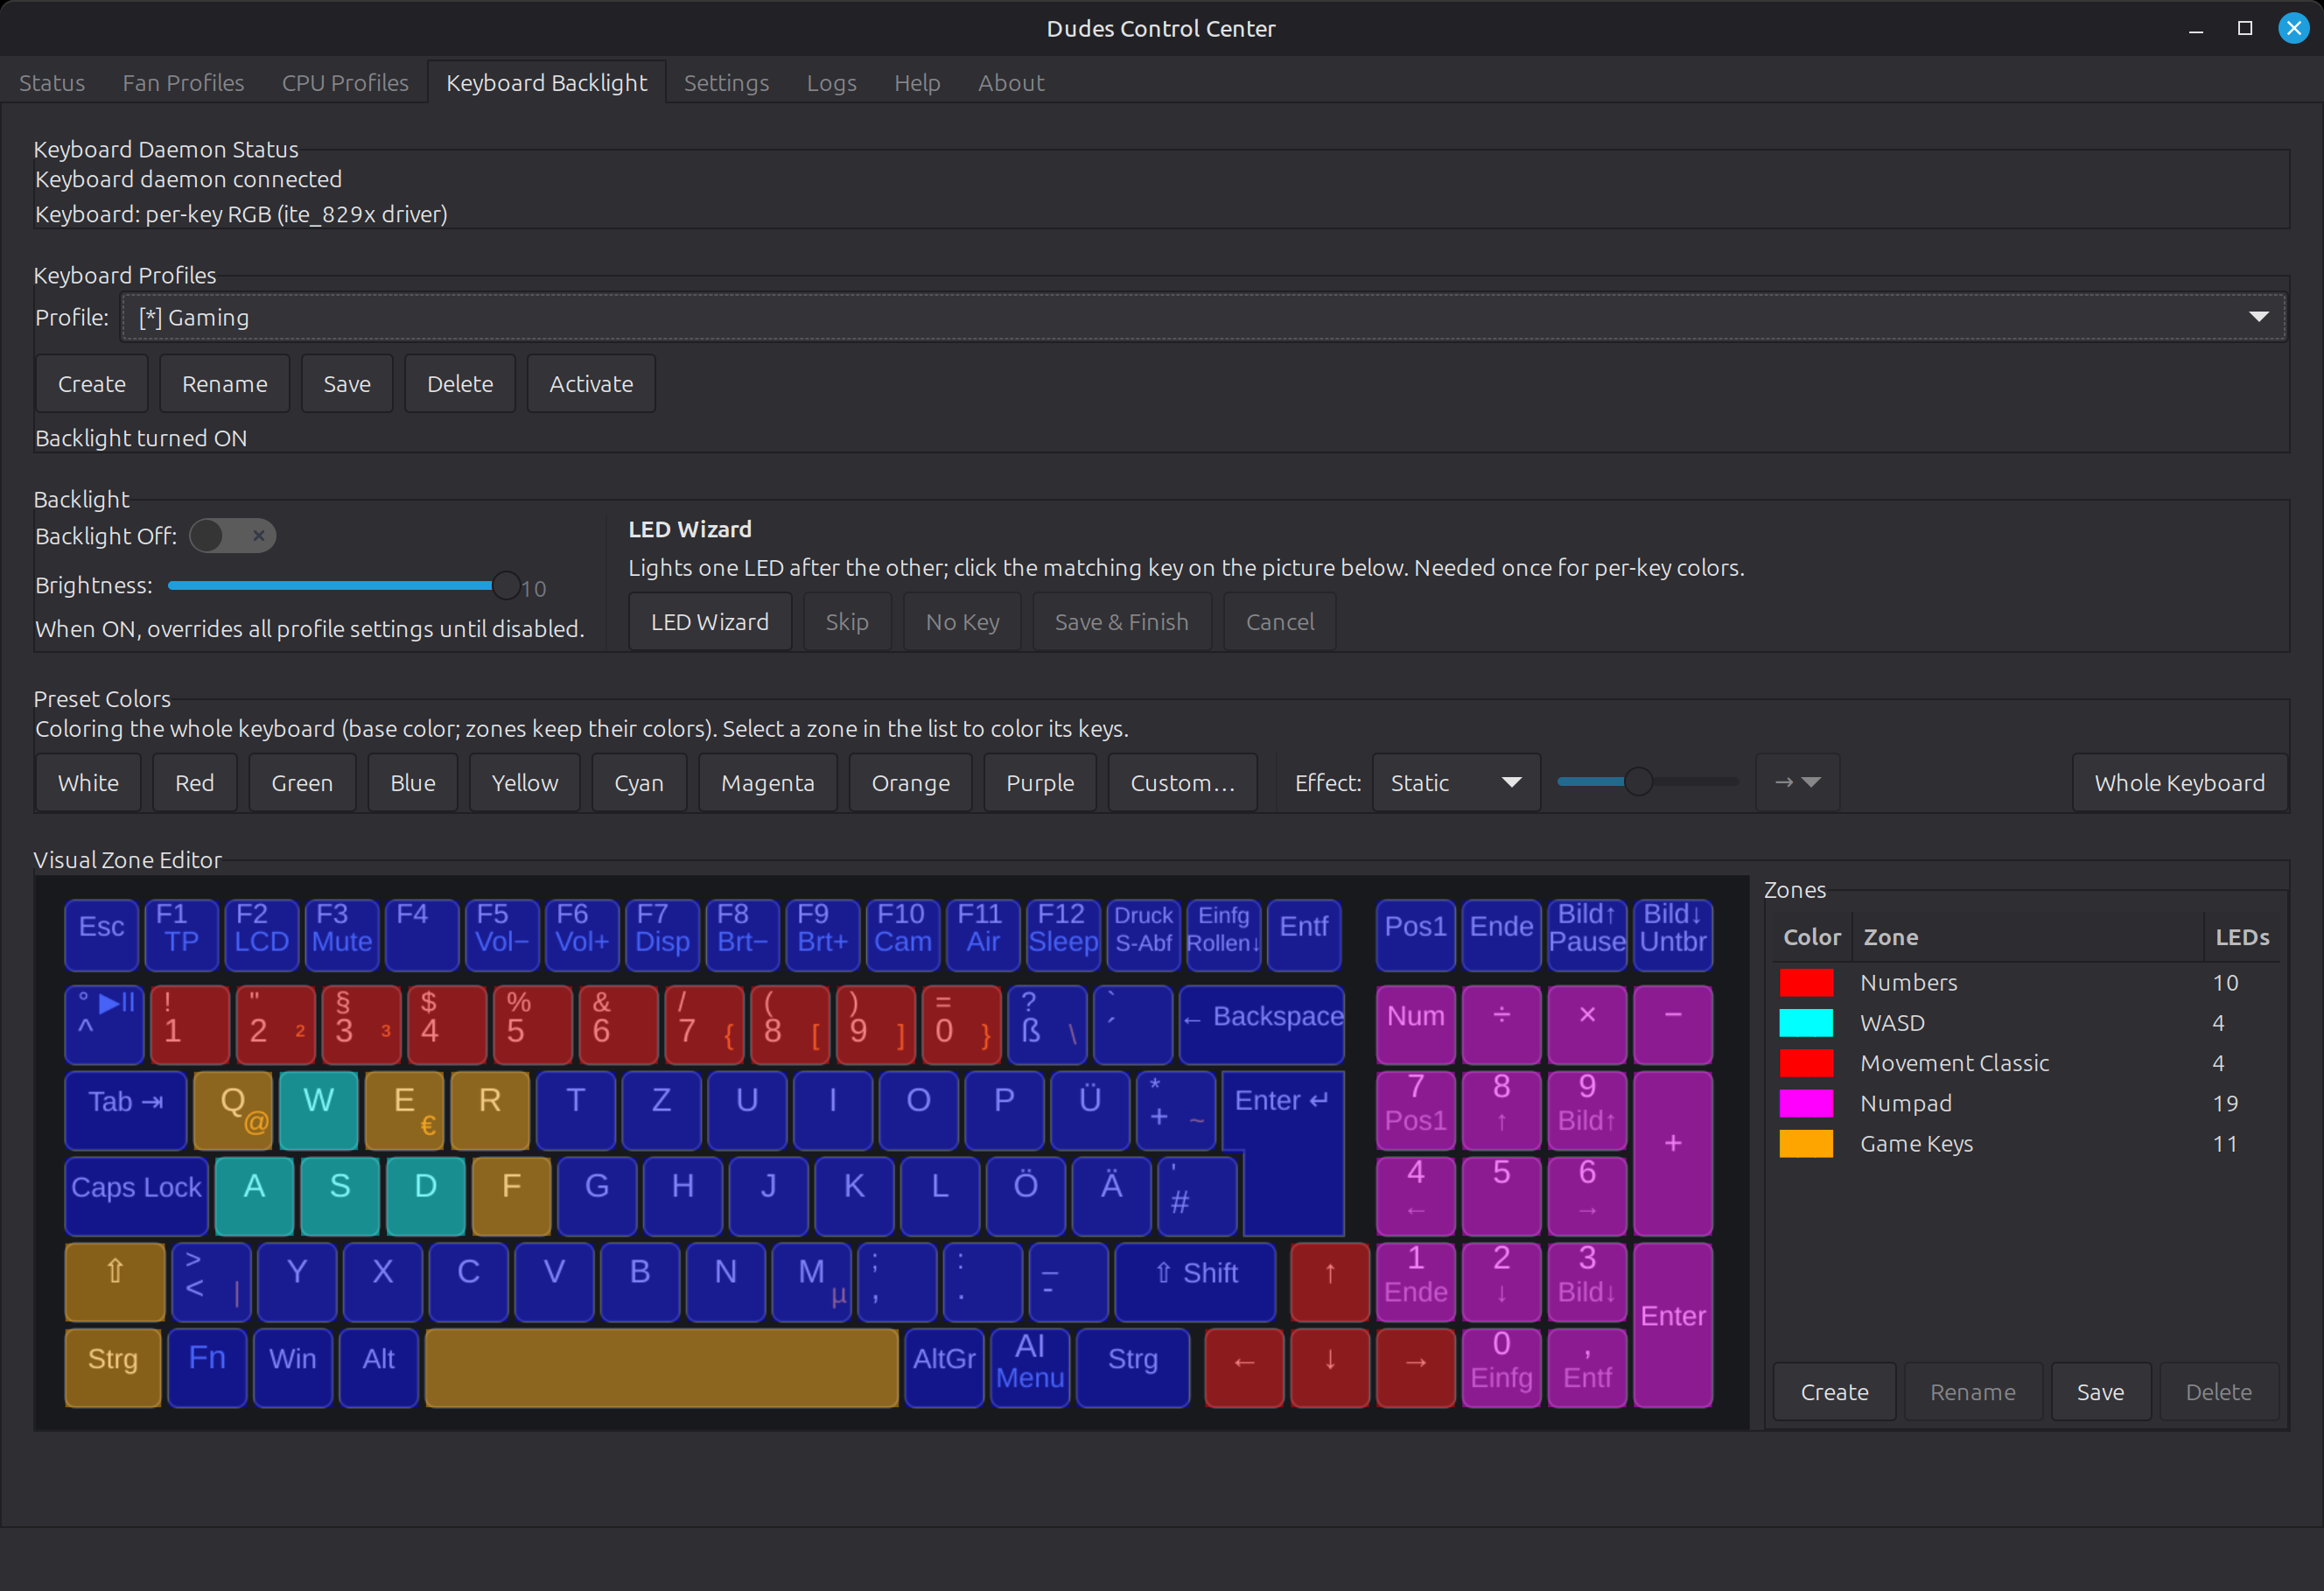 Dudes Control Center
Status Fan Profiles CPU Profiles Keyboard Backlight Settings Logs Help About
Keyboard Daemon Status
Keyboard daemon connected
Keyboard: per-key RGB (ite_829x driver)
Keyboard Profiles
Profile: [*] Gaming
Create Rename Save Delete Activate
Backlight turned ON
Backlight
Backlight Off:
Brightness: 10
When ON, overrides all profile settings until disabled.
LED Wizard
Lights one LED after the other; click the matching key on the picture below. Needed once for per-key colors.
LED Wizard Skip No Key Save & Finish Cancel
Preset Colors
Coloring the whole keyboard (base color; zones keep their colors). Select a zone in the list to color its keys.
White Red Green Blue Yellow Cyan Magenta Orange Purple Custom... Effect: Static → Whole Keyboard
Visual Zone Editor
Esc F1 F2 F3 F4 F5 F6 F7 F8 F9 F10 F11 F12 Druck Einfg Entf Pos1 Ende Bild↑ Bild↓
TP LCD Mute Vol− Vol+ Disp Brt− Brt+ Cam Air Sleep S-Abf Rollen↓ Pause Untbr
° ▶II ! " § $ % & / ( ) = ? `
^ 1 2 ² 3 ³ 4 5 6 7 { 8 [ 9 ] 0 } ß \ ´ ← Backspace Num ÷ × −
Tab ⇥ Q @ W E € R T Z U I O P Ü * + ~ Enter ↵ 7 8 9 +
Pos1 ↑ Bild↑
Caps Lock A S D F G H J K L Ö Ä ' # 4 5 6
← →
⇧ > < | Y X C V B N M µ ; , : . _ - ⇧ Shift ↑ 1 2 3 Enter
Ende ↓ Bild↓
Strg Fn Win Alt AltGr AI Menu Strg ← ↓ → 0 ,
Einfg Entf
Zones
Color Zone LEDs
Numbers 10
WASD 4
Movement Classic 4
Numpad 19
Game Keys 11
Create Rename Save Delete